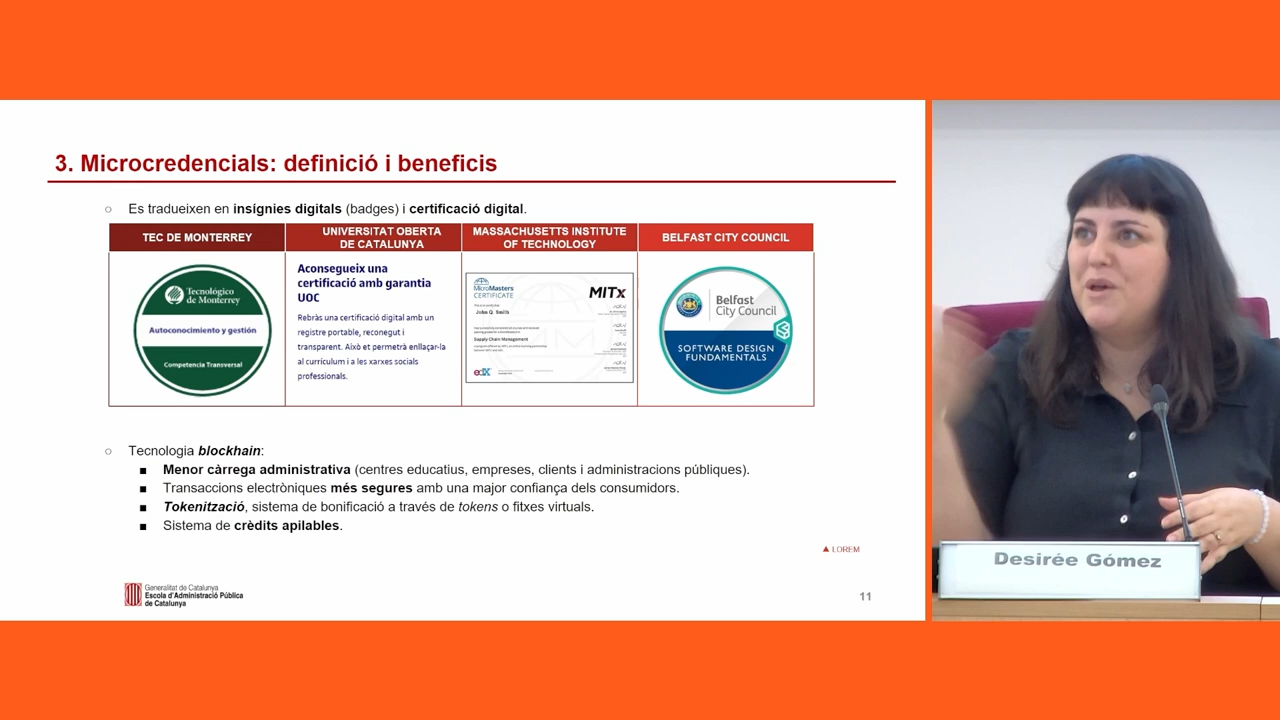 3. Microcredencials: definició i beneficis
○ Es tradueixen en insígnies digitals (badges) i certificació digital.
TEC DE MONTERREY
UNIVERSITAT OBERTA
DE CATALUNYA
MASSACHUSETTS INSTITUTE
OF TECHNOLOGY
BELFAST CITY COUNCIL
Tecnológico
de Monterrey
Autoconocimiento y gestión
Competencia Transversal
Aconsegueix una
certificació amb garantia
UOC
Rebràs una certificació digital amb un
registre portable, reconegut i
transparent. Això et permetrà enllaçar-la
al currículum i a les xarxes socials
professionals.
MicroMasters
CERTIFICATE
MITx
John Q. Smith
Supply Chain Management
edX
Belfast
City Council
SOFTWARE DESIGN
FUNDAMENTALS
○ Tecnologia blockhain:
■ Menor càrrega administrativa (centres educatius, empreses, clients i administracions públiques).
■ Transaccions electròniques més segures amb una major confiança dels consumidors.
■ Tokenització, sistema de bonificació a través de tokens o fitxes virtuals.
■ Sistema de crèdits apilables.
▲ LOREM
Generalitat de Catalunya
Escola d'Administració Pública
de Catalunya
11
Desirée Gómez